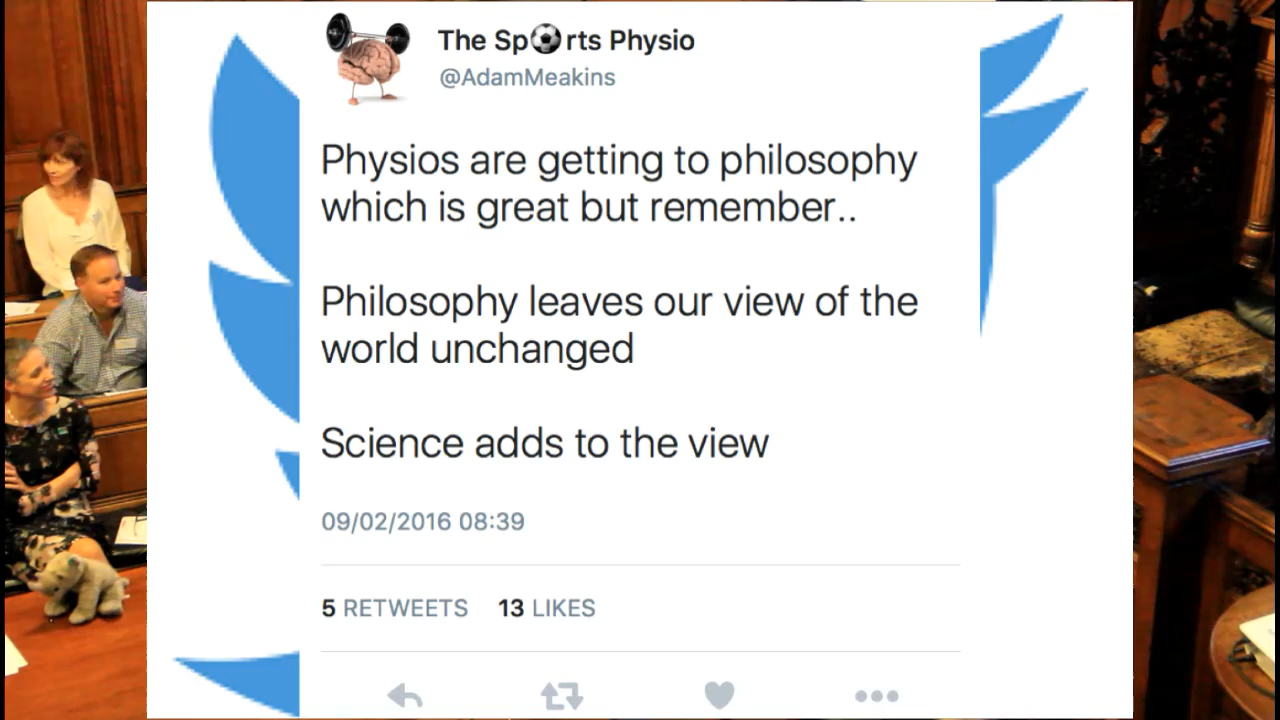 The Sp⚽rts Physio
@AdamMeakins
Physios are getting to philosophy
which is great but remember..
Philosophy leaves our view of the
world unchanged
Science adds to the view
09/02/2016 08:39
5 RETWEETS 13 LIKES